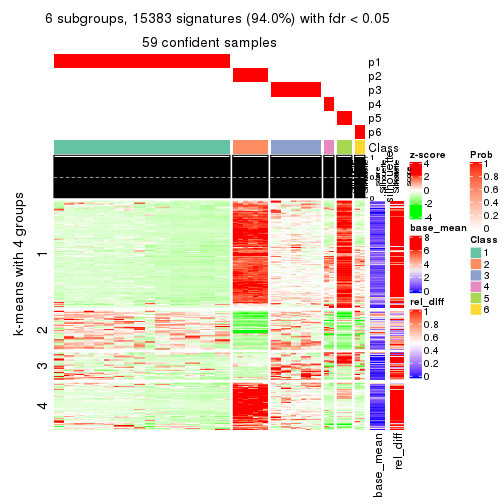 6 subgroups, 15383 signatures (94.0%) with fdr < 0.05
59 confident samples
p1
p2
p3
p4
p5
p6
Class
silhouette
1
0
k-means with 4 groups
1
2
3
4
base_mean
rel_diff
z-score
4
2
0
-2
-4
base_mean
8
6
4
2
0
rel_diff
1
0.8
0.6
0.4
0.2
0
Prob
1
0.8
0.6
0.4
0.2
0
Class
1
2
3
4
5
6